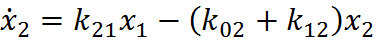 ẋ₂ = k₂₁x₁ − (k₀₂ + k₁₂)x₂